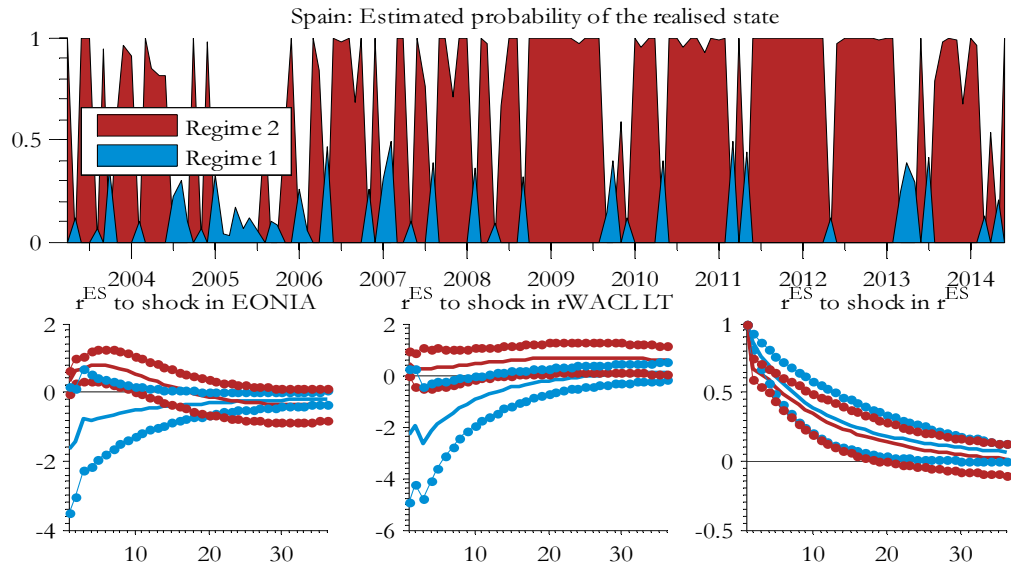 Spain: Estimated probability of the realised state
1
0.5
0
Regime 2
Regime 1
2004 2005 2006 2007 2008 2009 2010 2011 2012 2013 2014
r^ES to shock in EONIA
2
0
-2
-4
10 20 30
r^ES to shock in rWACL LT
2
0
-2
-4
-6
10 20 30
r^ES to shock in r^ES
1
0.5
0
-0.5
10 20 30